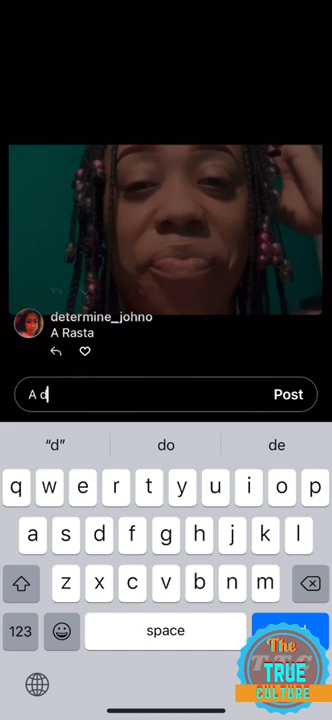 determine_johno
A Rasta
A d
Post
"d"
do
de
q w e r t y u i o p
a s d f g h j k l
z x c v b n m
123
space
The
TRUE
CULTURE